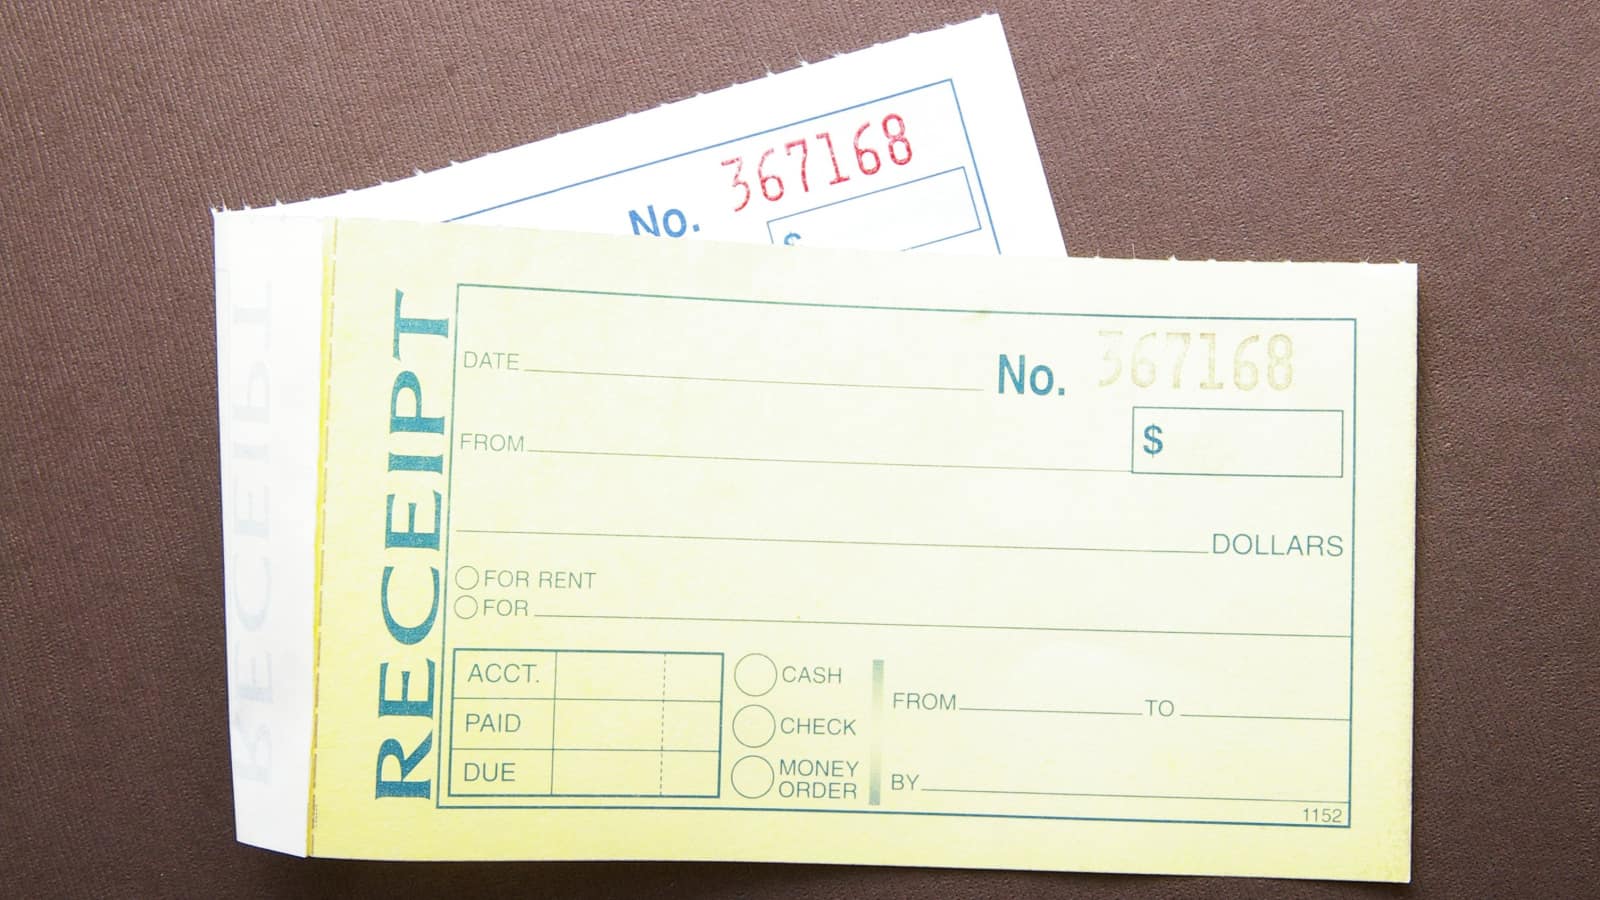 No. 367168
$
RECEIPT
RECEIPT
DATE No. 367168
FROM $
DOLLARS
FOR RENT
FOR
ACCT.
PAID
DUE
CASH
CHECK
MONEY
ORDER
FROM TO
BY
1152